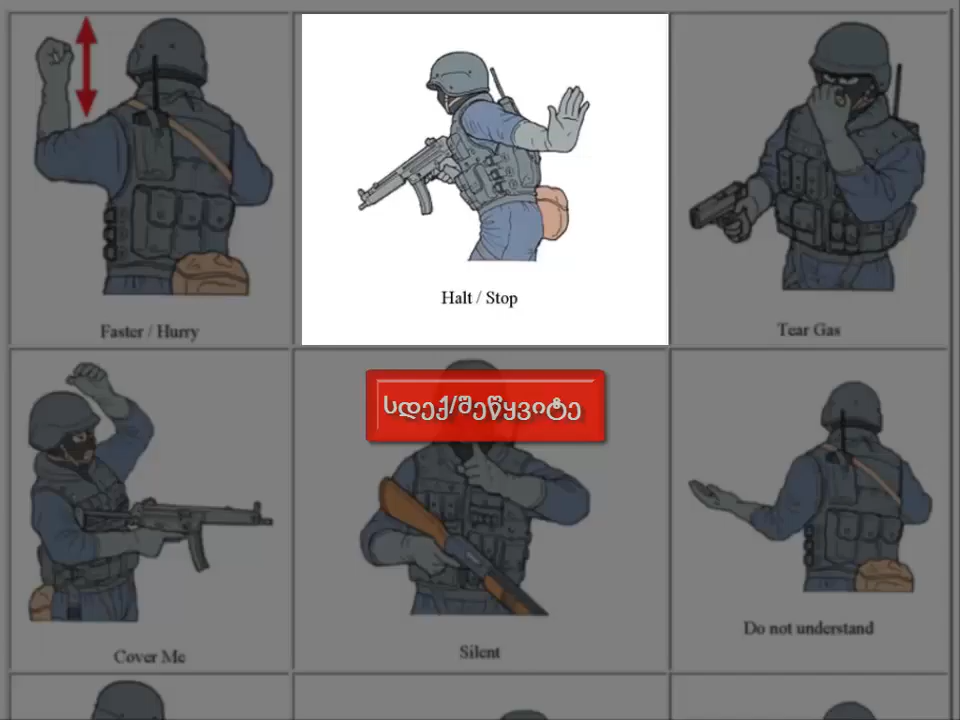 Faster / Hurry
Halt / Stop
Tear Gas
სდექ/შეწყვიტე
Cover Me
Silent
Do not understand